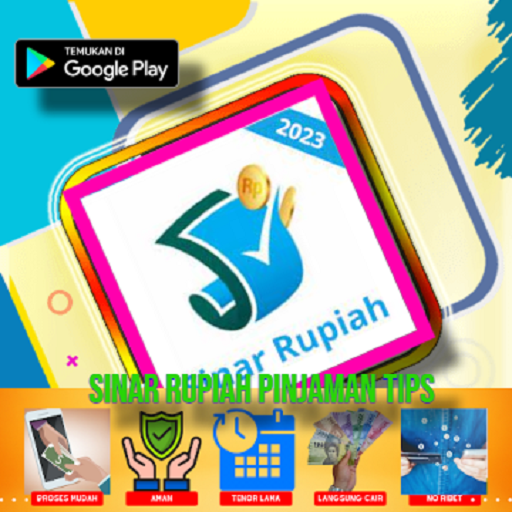 TEMUKAN DI
Google Play
2023
Rp
Sinar Rupiah
SINAR RUPIAH PINJAMAN TIPS
PROSES MUDAH
AMAN
TENOR LAMA
LANGSUNG CAIR
NO RIBET